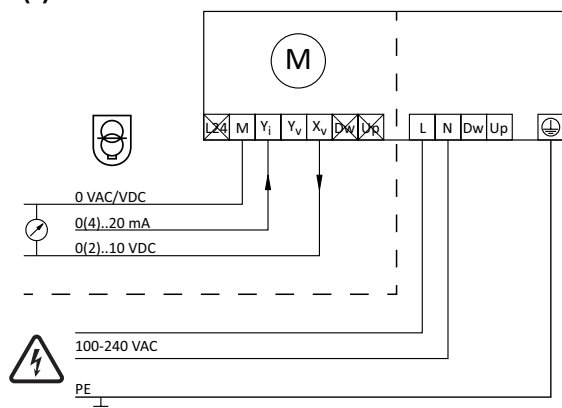 M
L24 M Yi Yv Xv Dw Up L N Dw Up
0 VAC/VDC
0(4)..20 mA
0(2)..10 VDC
100-240 VAC
PE